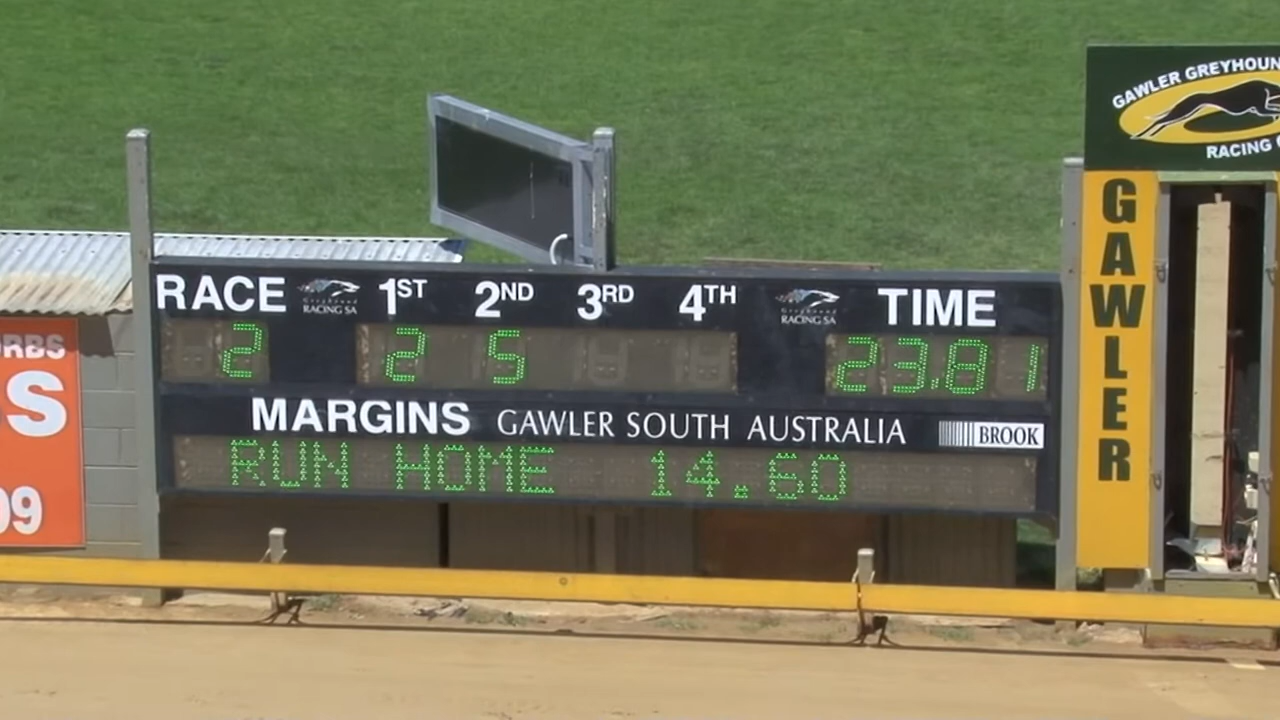 GAWLER GREYHOUN
RACING
GAWLER
RACE 1ST 2ND 3RD 4TH TIME
Greyhound
RACING SA
Greyhound
RACING SA
2 2 5 23.81
MARGINS GAWLER SOUTH AUSTRALIA BROOK
RUN HOME 14.60
ORBS
S
99